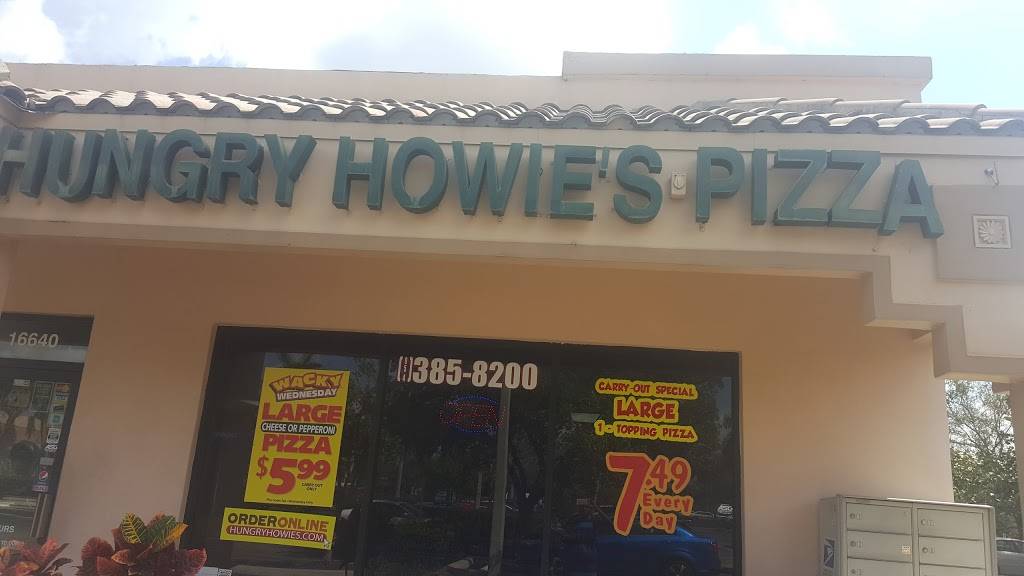 HUNGRY HOWIE'S PIZZA
16640
385-8200
WACKY
WEDNESDAY
LARGE
CHEESE OR PEPPERONI
PIZZA
$5.99
CARRY OUT
ONLY
ORDER ONLINE
HUNGRYHOWIES.COM
CARRY-OUT SPECIAL
LARGE
1-TOPPING PIZZA
7.49
Every
Day